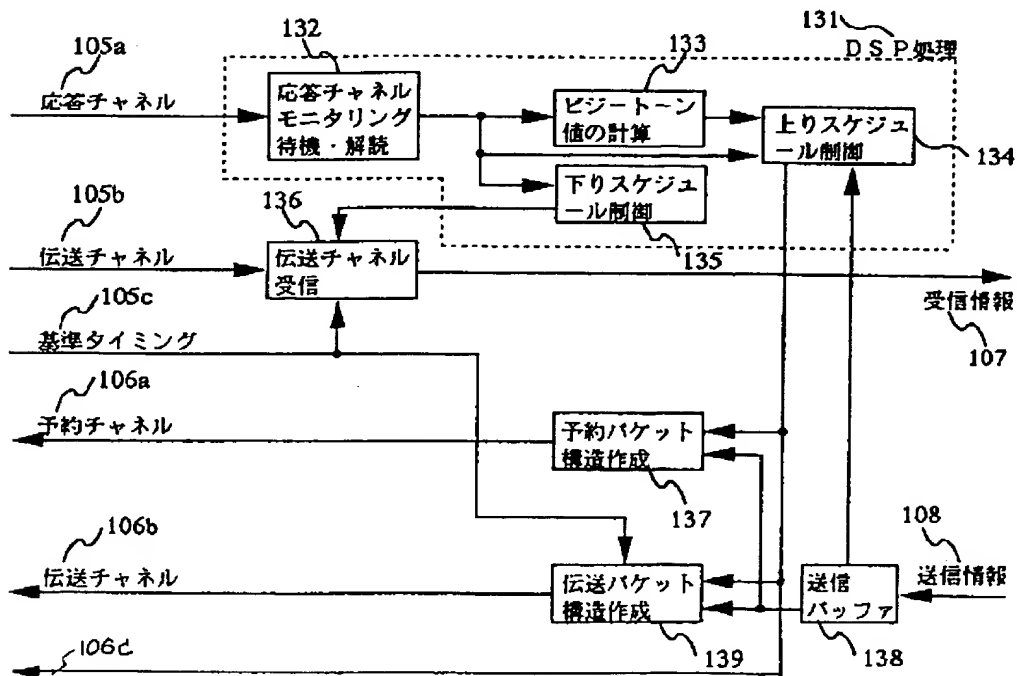 131
DSP処理
132
133
105a
応答チャネル
応答チャネル
モニタリング
待機・解読
ビジートーン
値の計算
上りスケジュ
ール制御
134
下りスケジュ
ール制御
135
105b
伝送チャネル
136
伝送チャネル
受信
受信情報
107
105c
基準タイミング
106a
予約チャネル
予約パケット
構造作成
137
106b
伝送チャネル
伝送パケット
構造作成
139
108
送信情報
送信
バッファ
138
106c